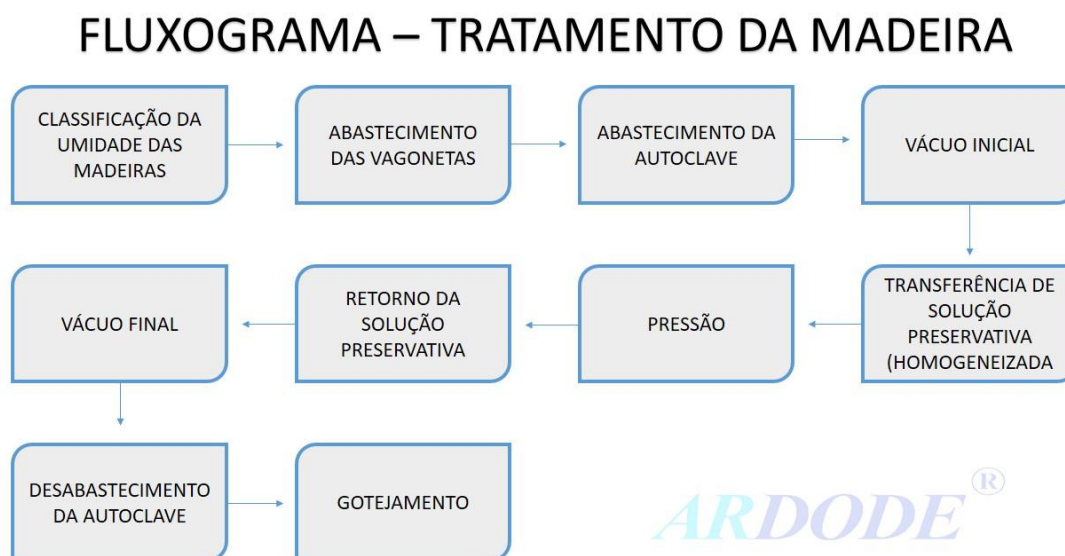 FLUXOGRAMA – TRATAMENTO DA MADEIRA
CLASSIFICAÇÃO DA
UMIDADE DAS
MADEIRAS
ABASTECIMENTO
DAS VAGONETAS
ABASTECIMENTO DA
AUTOCLAVE
VÁCUO INICIAL
TRANSFERÊNCIA DE
SOLUÇÃO
PRESERVATIVA
(HOMOGENEIZADA
PRESSÃO
RETORNO DA
SOLUÇÃO
PRESERVATIVA
VÁCUO FINAL
DESABASTECIMENTO
DA AUTOCLAVE
GOTEJAMENTO
ARDODE®